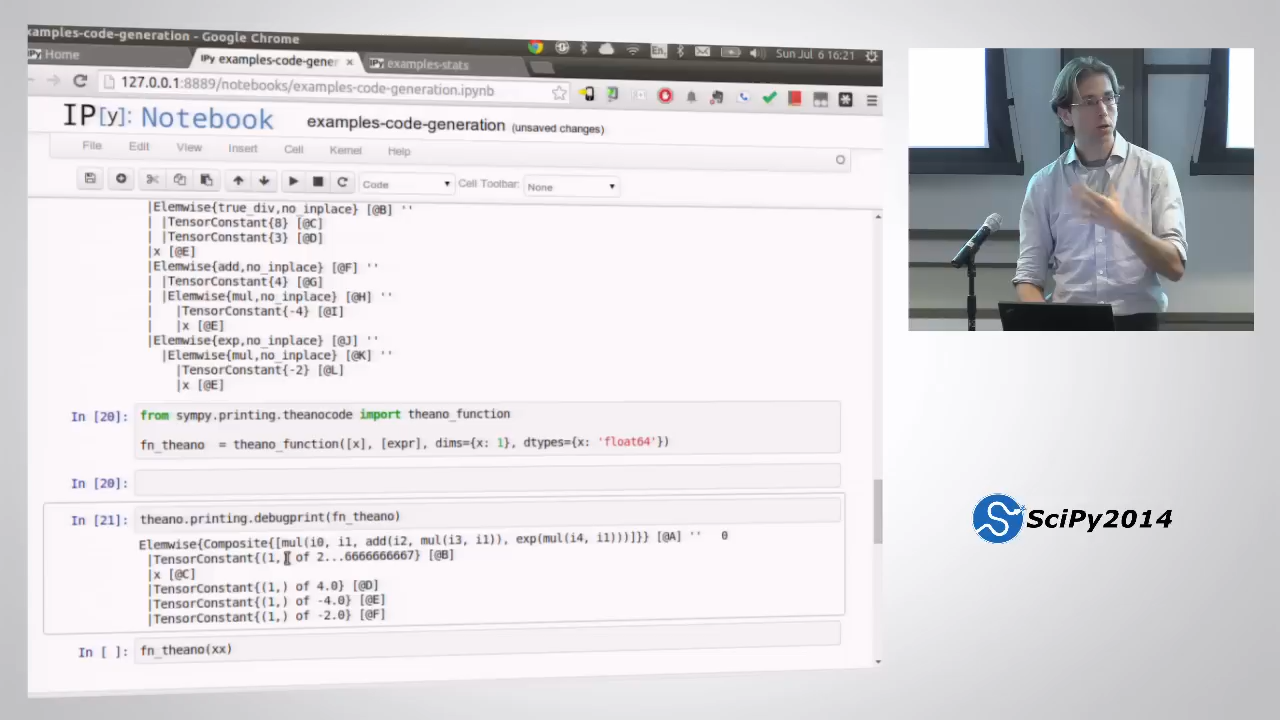 examples-code-generation - Google Chrome
En
Sun Jul 6 16:21
IPy Home
IPy examples-code-gener
IPy examples-stats
127.0.0.1:8889/notebooks/examples-code-generation.ipynb
IP[y]: Notebook examples-code-generation (unsaved changes)
File Edit View Insert Cell Kernel Help
Code Cell Toolbar: None
|Elemwise{true_div,no_inplace} [@B] ''
| |TensorConstant{8} [@C]
| |TensorConstant{3} [@D]
|x [@E]
|Elemwise{add,no_inplace} [@F] ''
| |TensorConstant{4} [@G]
| |Elemwise{mul,no_inplace} [@H] ''
| |TensorConstant{-4} [@I]
| |x [@E]
|Elemwise{exp,no_inplace} [@J] ''
|Elemwise{mul,no_inplace} [@K] ''
|TensorConstant{-2} [@L]
|x [@E]
In [20]: from sympy.printing.theanocode import theano_function
fn_theano = theano_function([x], [expr], dims={x: 1}, dtypes={x: 'float64'})
In [20]:
In [21]: theano.printing.debugprint(fn_theano)
Elemwise{Composite{[mul(i0, i1, add(i2, mul(i3, i1)), exp(mul(i4, i1)))]}} [@A] '' 0
|TensorConstant{(1,) of 2...6666666667} [@B]
|x [@C]
|TensorConstant{(1,) of 4.0} [@D]
|TensorConstant{(1,) of -4.0} [@E]
|TensorConstant{(1,) of -2.0} [@F]
In [ ]: fn_theano(xx)
SciPy2014